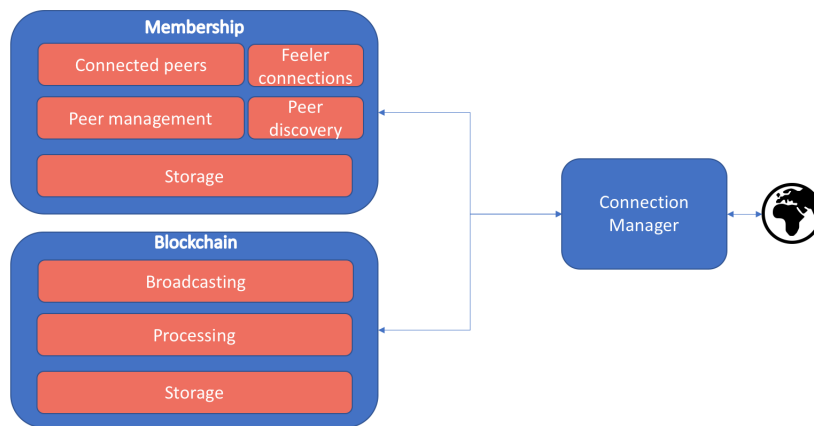 Membership
Connected peers
Feeler
connections
Peer management
Peer
discovery
Storage
Blockchain
Broadcasting
Processing
Storage
Connection
Manager